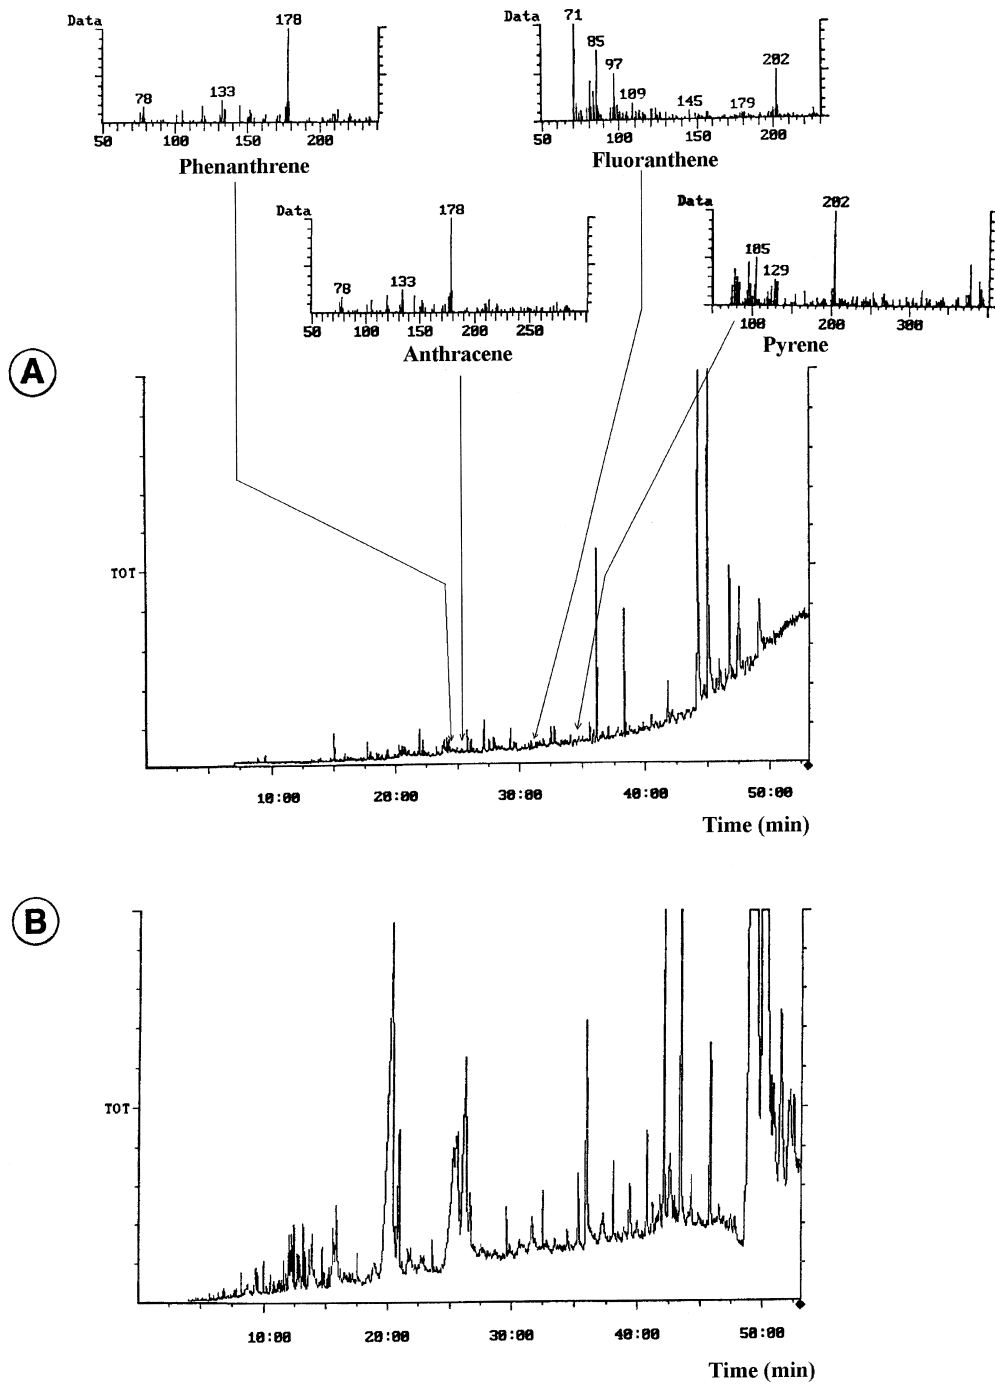 Data
178
133
78
50 100 150 200
Phenanthrene
Data
71
85
97
109
145
179
202
50 100 150 200
Fluoranthene
Data
178
133
78
50 100 150 200 250
Anthracene
Data
202
105
129
100 200 300
Pyrene
A
TOT
10:00 20:00 30:00 40:00 50:00
Time (min)
B
TOT
10:00 20:00 30:00 40:00 50:00
Time (min)